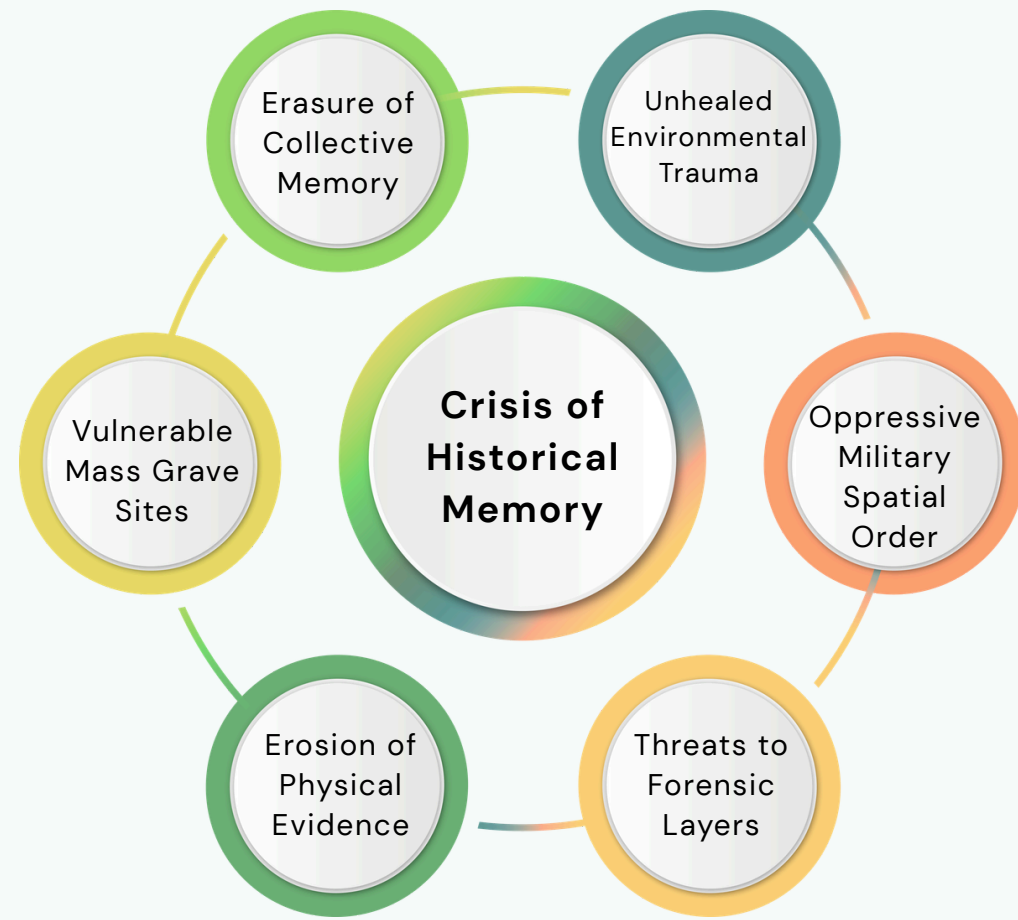 Erasure of
Collective
Memory
Unhealed
Environmental
Trauma
Vulnerable
Mass Grave
Sites
Crisis of
Historical
Memory
Oppressive
Military
Spatial
Order
Erosion of
Physical
Evidence
Threats to
Forensic
Layers